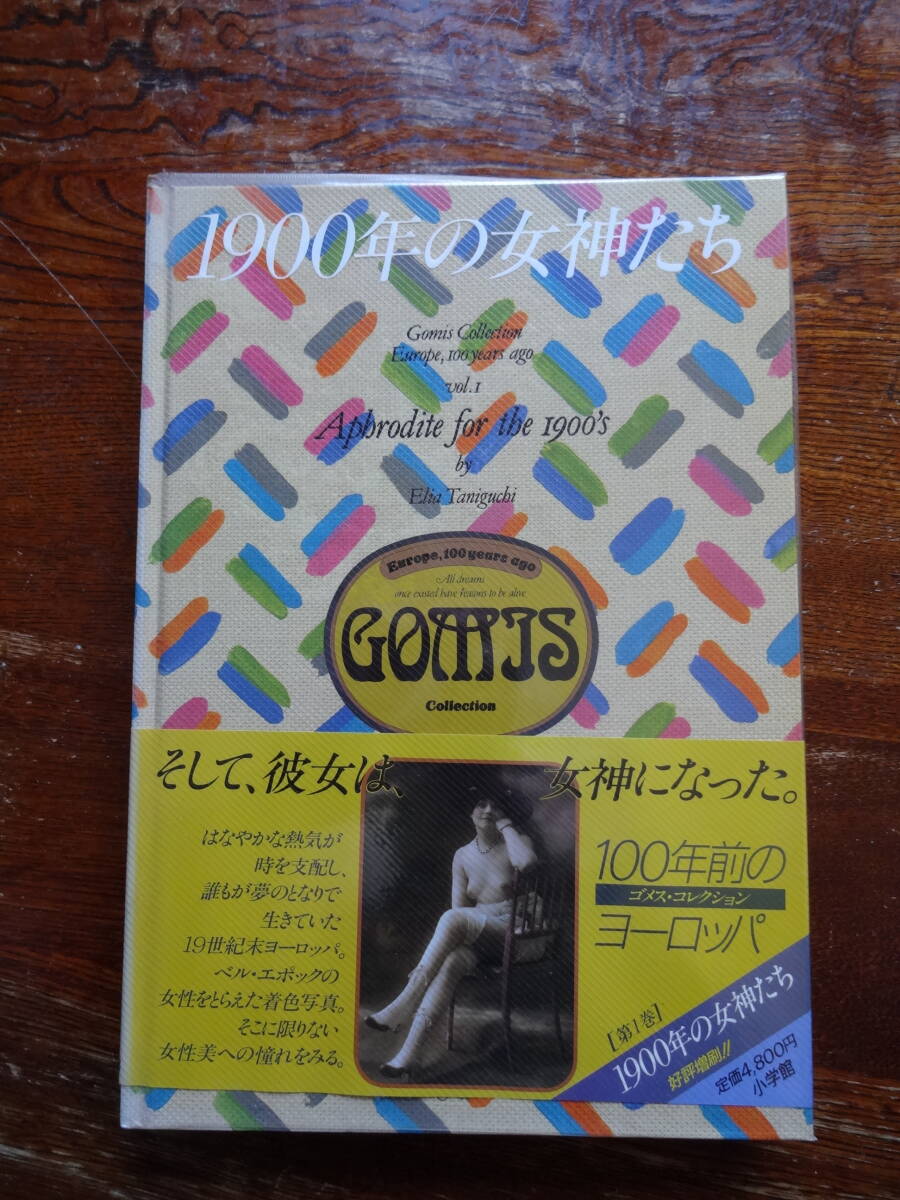 1900年の女神たち
Gomis Collection
Europe, 100 years ago
vol.1
Aphrodite for the 1900's
by
Elia Taniguchi
Europe, 100 years ago
All dreams
once existed have reasons to be alive
GOMIS
Collection
そして、彼女は、女神になった。
はなやかな熱気が
時を支配し、
誰もが夢のとなりで
生きていた
19世紀末ヨーロッパ。
ベル・エポックの
女性をとらえた着色写真。
そこに限りない
女性美への憧れをみる。
100年前の
ゴメス・コレクション
ヨーロッパ
[第1巻]
1900年の女神たち
好評増刷!!
定価4,800円
小学館